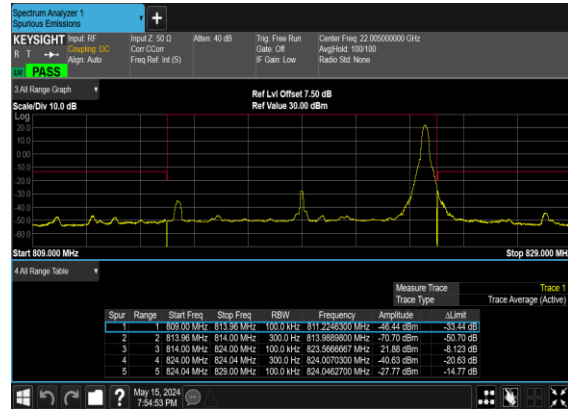 Spectrum Analyzer 1
Spurious Emissions
KEYSIGHT Input: RF Input Z: 50 Ω Atten: 40 dB Trig: Free Run Center Freq: 22.005000000 GHz
R T Coupling: DC Corr CCorr Gate: Off Avg|Hold: 100/100
Align: Auto Freq Ref: Int (S) IF Gain: Low Radio Std: None
LW PASS
3 All Range Graph
Ref Lvl Offset 7.50 dB
Scale/Div 10.0 dB Ref Value 30.00 dBm
Log
20.0
10.0
0.00
-10.0
-20.0
-30.0
-40.0
-50.0
-60.0
Start 809.000 MHz Stop 829.000 MH
4 All Range Table
Measure Trace Trace 1
Trace Type Trace Average (Active)
Spur Range Start Freq Stop Freq RBW Frequency Amplitude ΔLimit
1 1 809.00 MHz 813.96 MHz 100.0 kHz 811.2246300 MHz -46.44 dBm -33.44 dB
2 2 813.96 MHz 814.00 MHz 300.0 Hz 813.9889800 MHz -70.70 dBm -50.70 dB
3 3 814.00 MHz 824.00 MHz 100.0 kHz 823.5666667 MHz 21.88 dBm -8.123 dB
4 4 824.00 MHz 824.04 MHz 300.0 Hz 824.0070300 MHz -40.63 dBm -20.63 dB
5 5 824.04 MHz 829.00 MHz 100.0 kHz 824.0462700 MHz -27.77 dBm -14.77 dB
May 15, 2024
7:54:53 PM